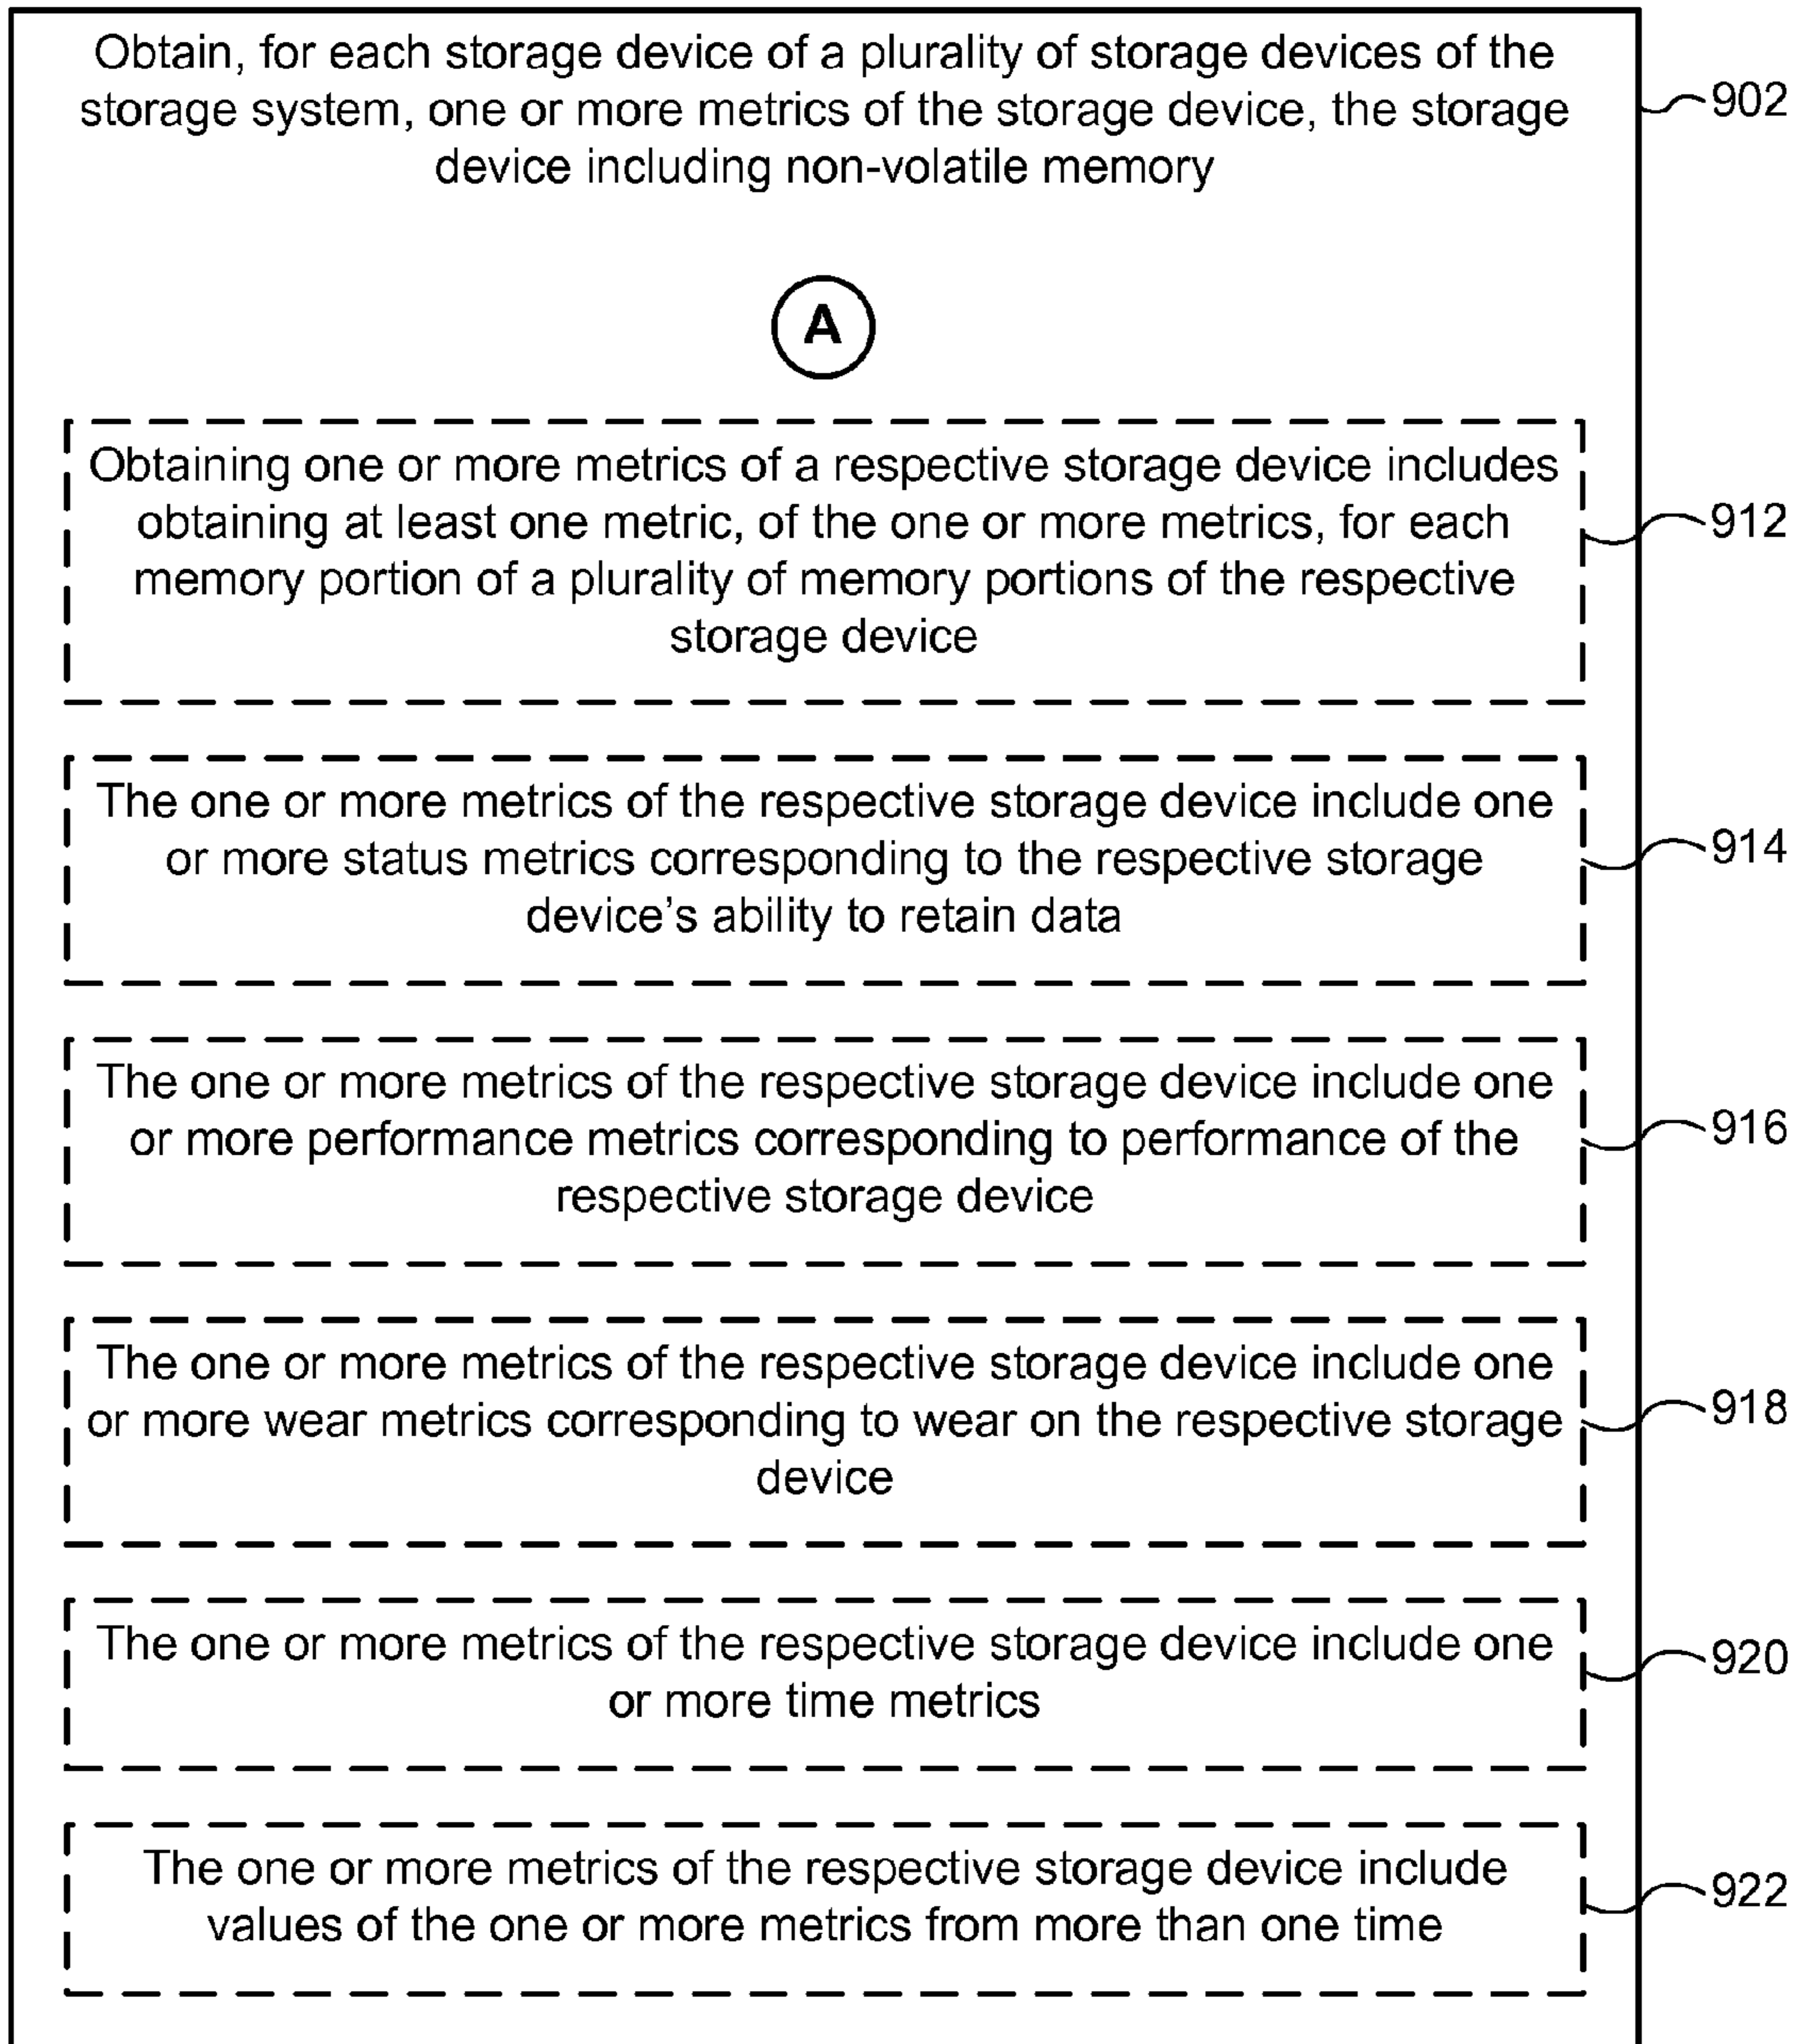 Obtain, for each storage device of a plurality of storage devices of the
storage system, one or more metrics of the storage device, the storage
device including non-volatile memory
902
A
Obtaining one or more metrics of a respective storage device includes
obtaining at least one metric, of the one or more metrics, for each
memory portion of a plurality of memory portions of the respective
storage device
912
The one or more metrics of the respective storage device include one
or more status metrics corresponding to the respective storage
device’s ability to retain data
914
The one or more metrics of the respective storage device include one
or more performance metrics corresponding to performance of the
respective storage device
916
The one or more metrics of the respective storage device include one
or more wear metrics corresponding to wear on the respective storage
device
918
The one or more metrics of the respective storage device include one
or more time metrics
920
The one or more metrics of the respective storage device include
values of the one or more metrics from more than one time
922